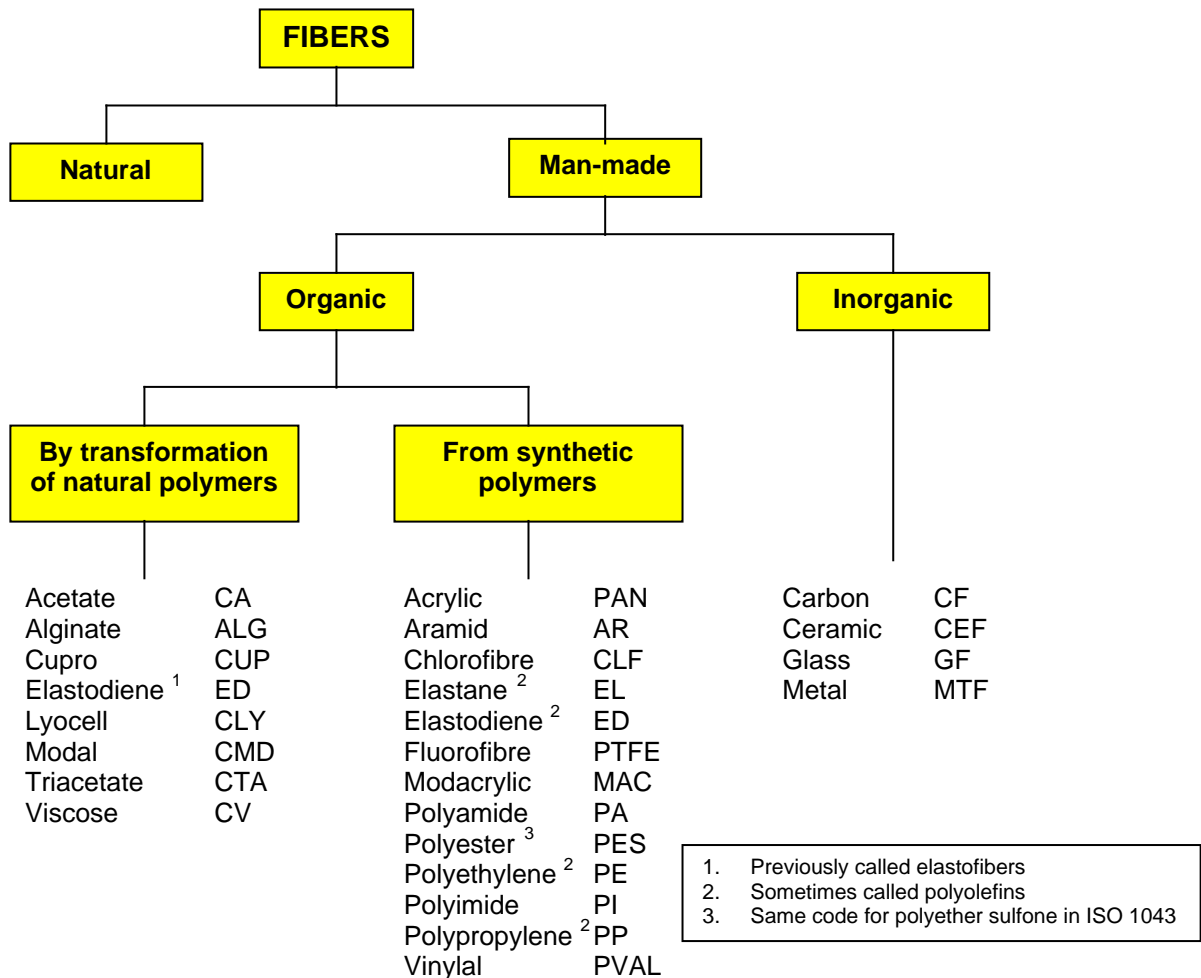 FIBERS
Natural
Man-made
Organic
Inorganic
By transformation
of natural polymers
From synthetic
polymers
Acetate CA
Alginate ALG
Cupro CUP
Elastodiene 1 ED
Lyocell CLY
Modal CMD
Triacetate CTA
Viscose CV
Acrylic PAN
Aramid AR
Chlorofibre CLF
Elastane 2 EL
Elastodiene 2 ED
Fluorofibre PTFE
Modacrylic MAC
Polyamide PA
Polyester 3 PES
Polyethylene 2 PE
Polyimide PI
Polypropylene 2 PP
Vinylal PVAL
Carbon CF
Ceramic CEF
Glass GF
Metal MTF
1. Previously called elastofibers
2. Sometimes called polyolefins
3. Same code for polyether sulfone in ISO 1043